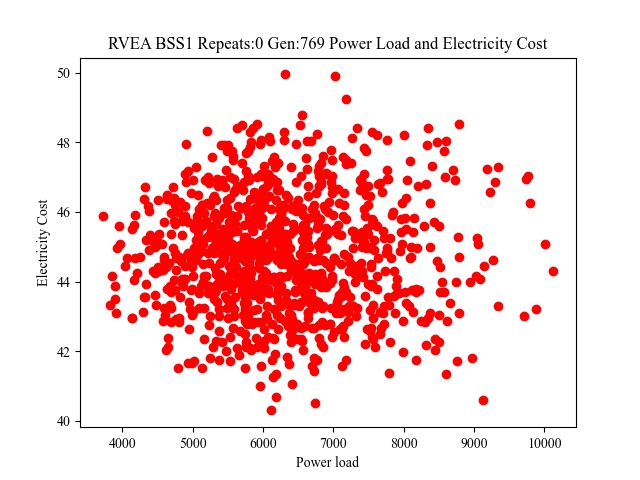 RVEA BSS1 Repeats:0 Gen:769 Power Load and Electricity Cost
50
48
46
44
42
40
Electricity Cost
4000 5000 6000 7000 8000 9000 10000
Power load